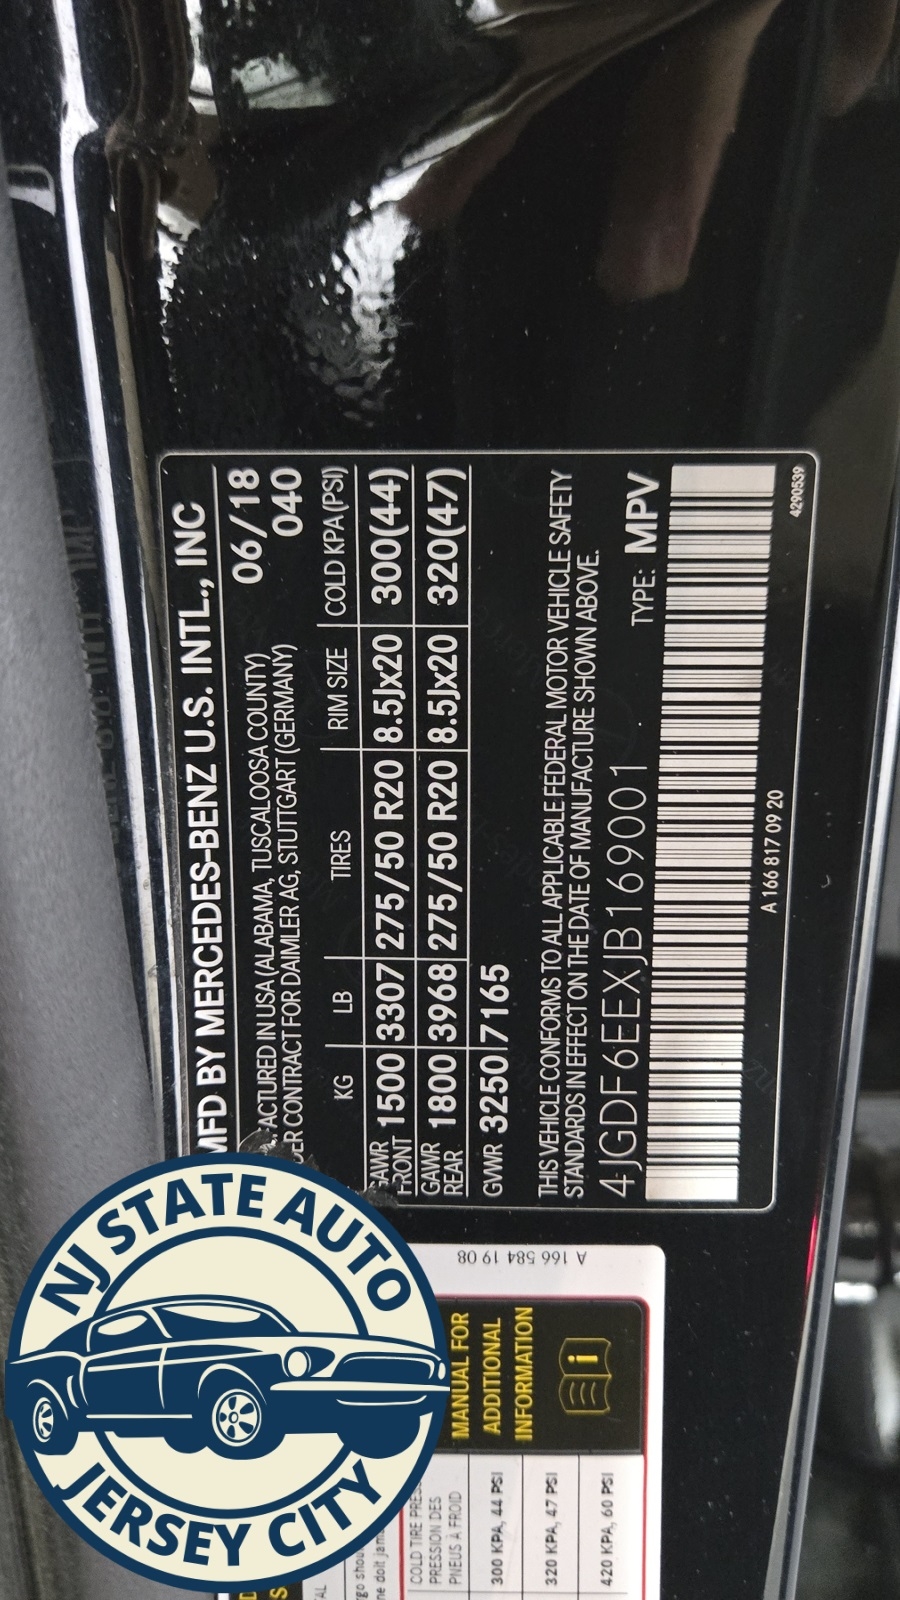 MFD BY MERCEDES-BENZ U.S. INTL., INC
06/18
IN USA (ALABAMA, TUSCALOOSA COUNTY)
040
CONTRACT FOR DAIMLER AG, STUTTGART (GERMANY)
KG LB TIRES RIM SIZE COLD KPA (PSI)
GAWR FRONT 1500 3307 275/50 R20 8.5Jx20 300(44)
GAWR REAR 1800 3968 275/50 R20 8.5Jx20 320(47)
GVWR 3250 7165
THIS VEHICLE CONFORMS TO ALL APPLICABLE FEDERAL MOTOR VEHICLE SAFETY
STANDARDS IN EFFECT ON THE DATE OF MANUFACTURE SHOWN ABOVE.
4JGDF6EEXJB169001 TYPE: MPV
A 166 817 09 20
4290539
A 166 584 19 08
MANUAL FOR
ADDITIONAL
INFORMATION
COLD TIRE
PRESSION DES
PNEUS À FROID
300 KPA, 44 PSI
320 KPA, 47 PSI
420 KPA, 60 PSI
ne doit
NJ STATE AUTO
JERSEY CITY